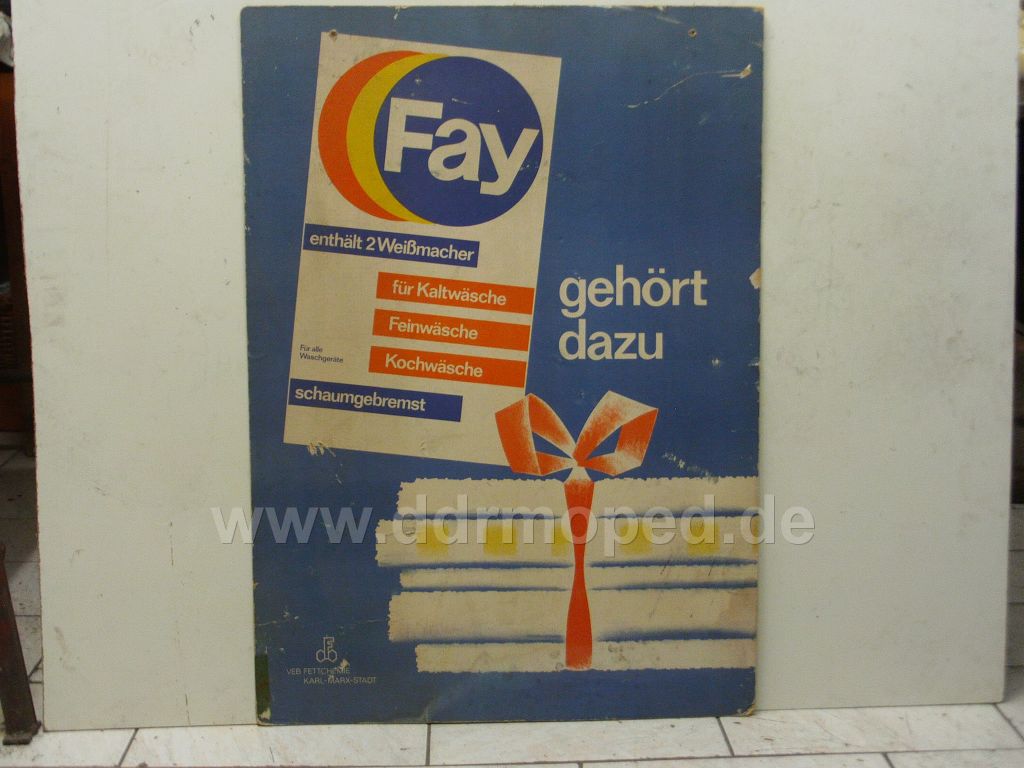 Fay
enthält 2 Weißmacher
für Kaltwäsche
Feinwäsche
Für alle
Waschgeräte
Kochwäsche
schaumgebremst
gehört
dazu
www.ddrmoped.de
VEB FETTCHEMIE
KARL-MARX-STADT